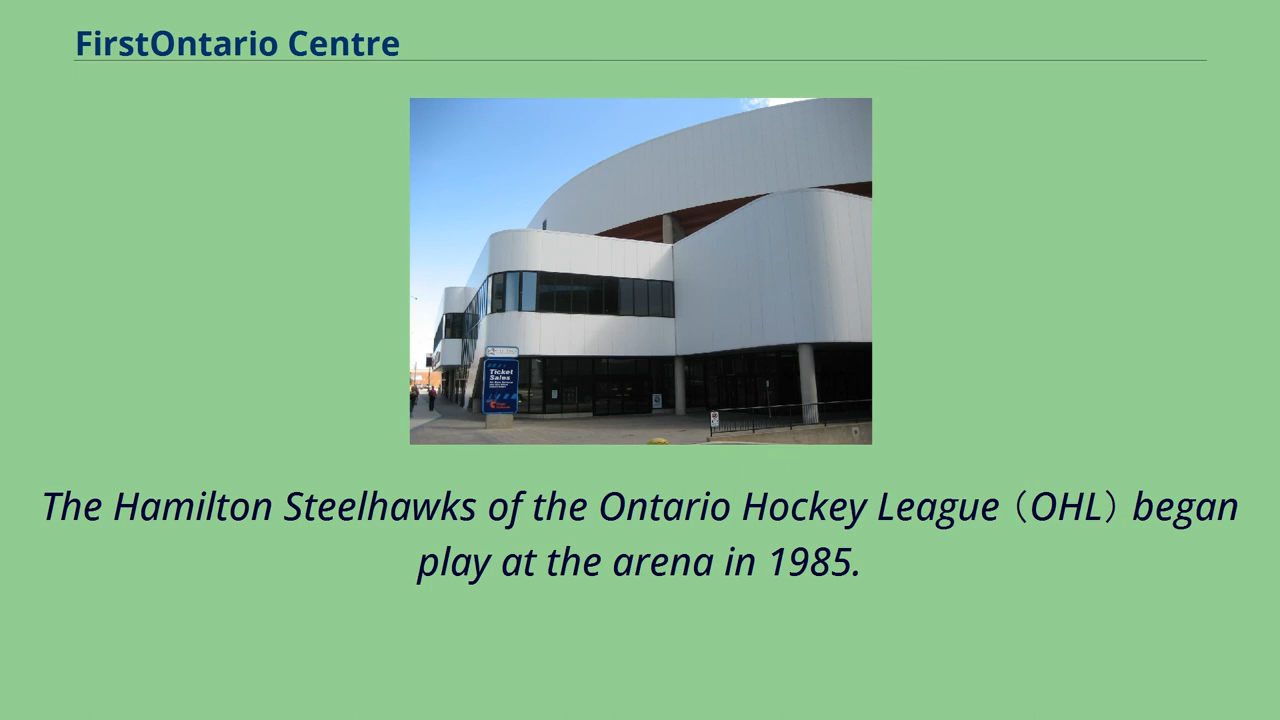 FirstOntario Centre
Ticket
Sales
The Hamilton Steelhawks of the Ontario Hockey League（OHL）began
play at the arena in 1985.